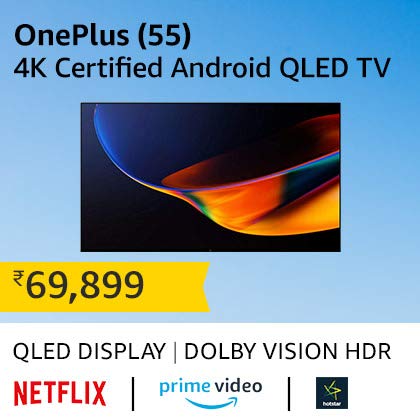 OnePlus (55)
4K Certified Android QLED TV
₹69,899
QLED DISPLAY | DOLBY VISION HDR
NETFLIX | prime video | hotstar